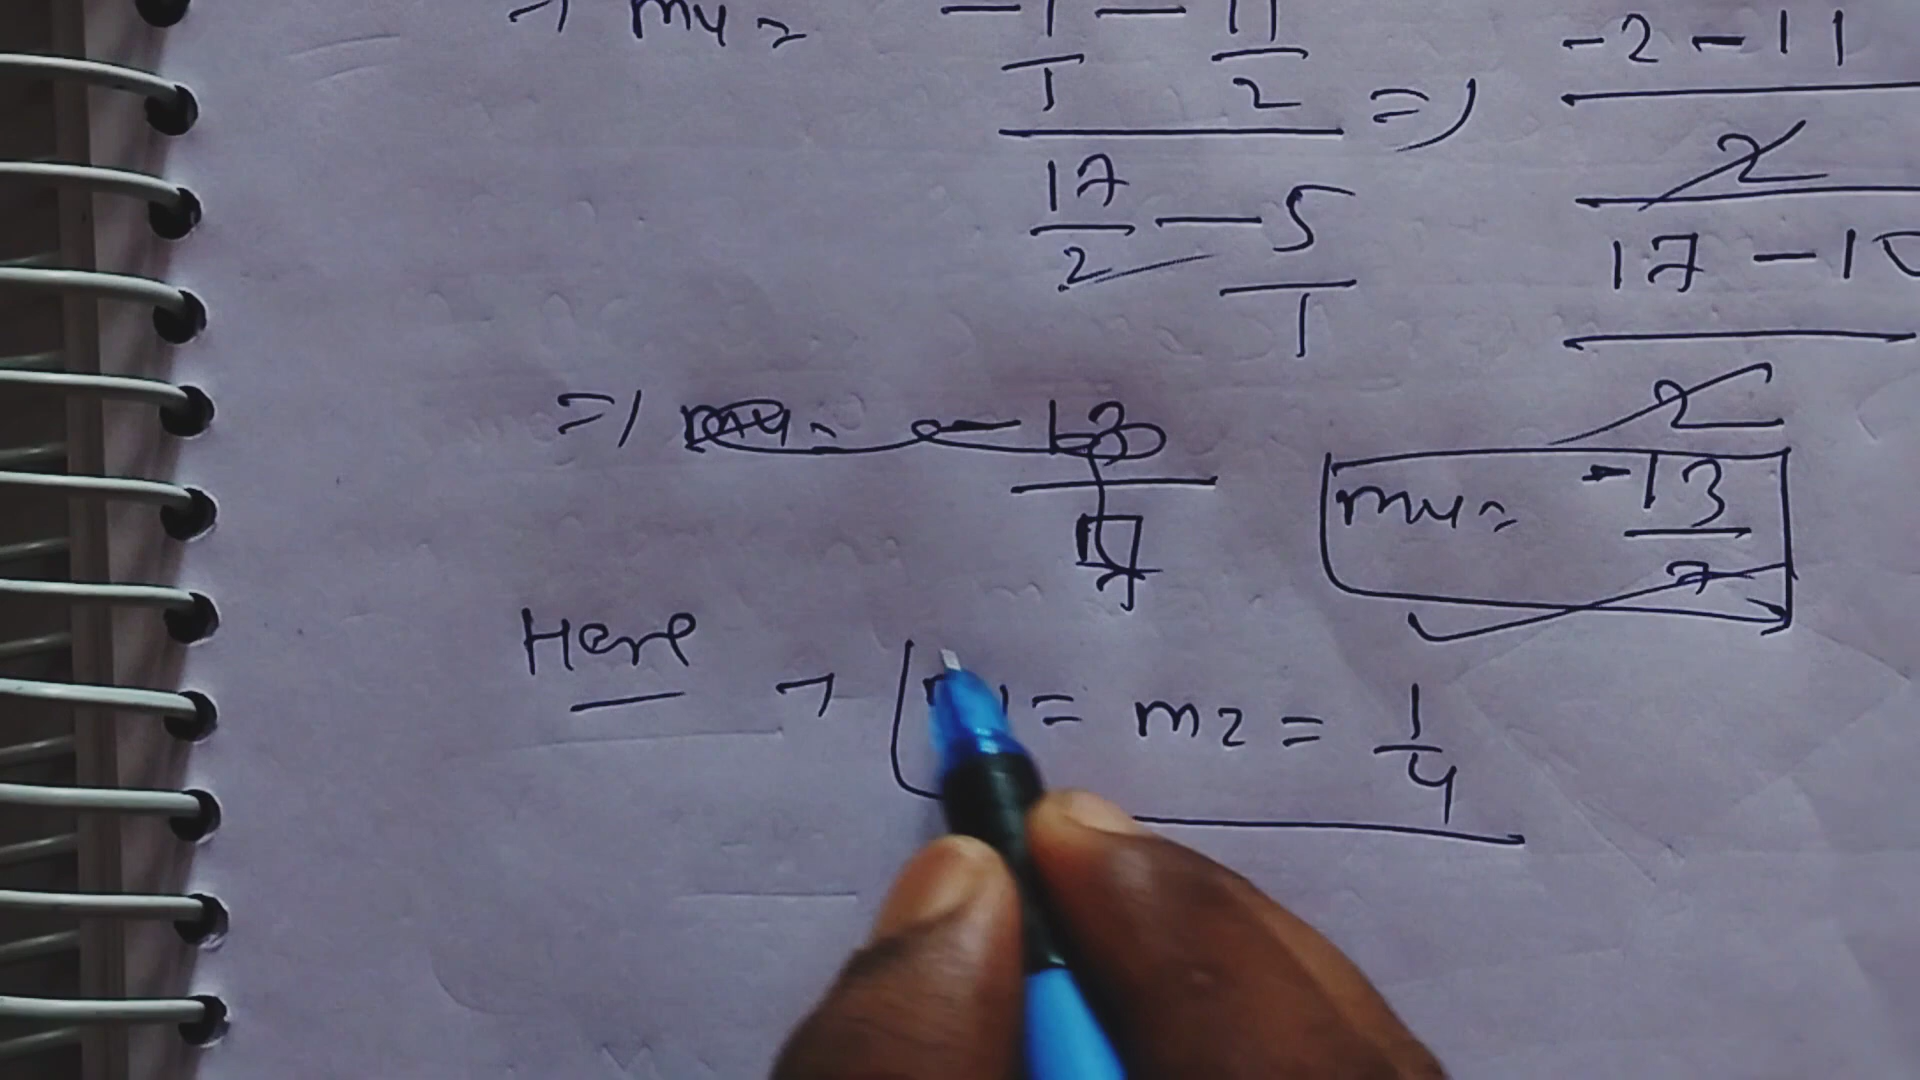 → m4 = (-1/1 - 11/2) / (17/2 - 5/1) => (-2 - 11 / 2) / (17 - 10 / 2)
=> -13 / 7
m4 = -13/7
Here → m1 = m2 = 1/4